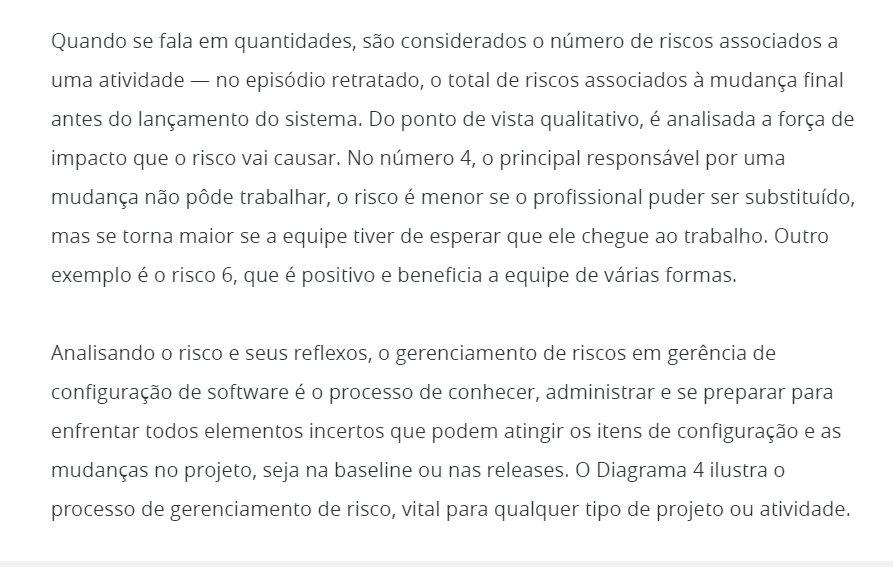 Quando se fala em quantidades, são considerados o número de riscos associados a
uma atividade — no episódio retratado, o total de riscos associados à mudança final
antes do lançamento do sistema. Do ponto de vista qualitativo, é analisada a força de
impacto que o risco vai causar. No número 4, o principal responsável por uma
mudança não pôde trabalhar, o risco é menor se o profissional puder ser substituído,
mas se torna maior se a equipe tiver de esperar que ele chegue ao trabalho. Outro
exemplo é o risco 6, que é positivo e beneficia a equipe de várias formas.
Analisando o risco e seus reflexos, o gerenciamento de riscos em gerência de
configuração de software é o processo de conhecer, administrar e se preparar para
enfrentar todos elementos incertos que podem atingir os itens de configuração e as
mudanças no projeto, seja na baseline ou nas releases. O Diagrama 4 ilustra o
processo de gerenciamento de risco, vital para qualquer tipo de projeto ou atividade.